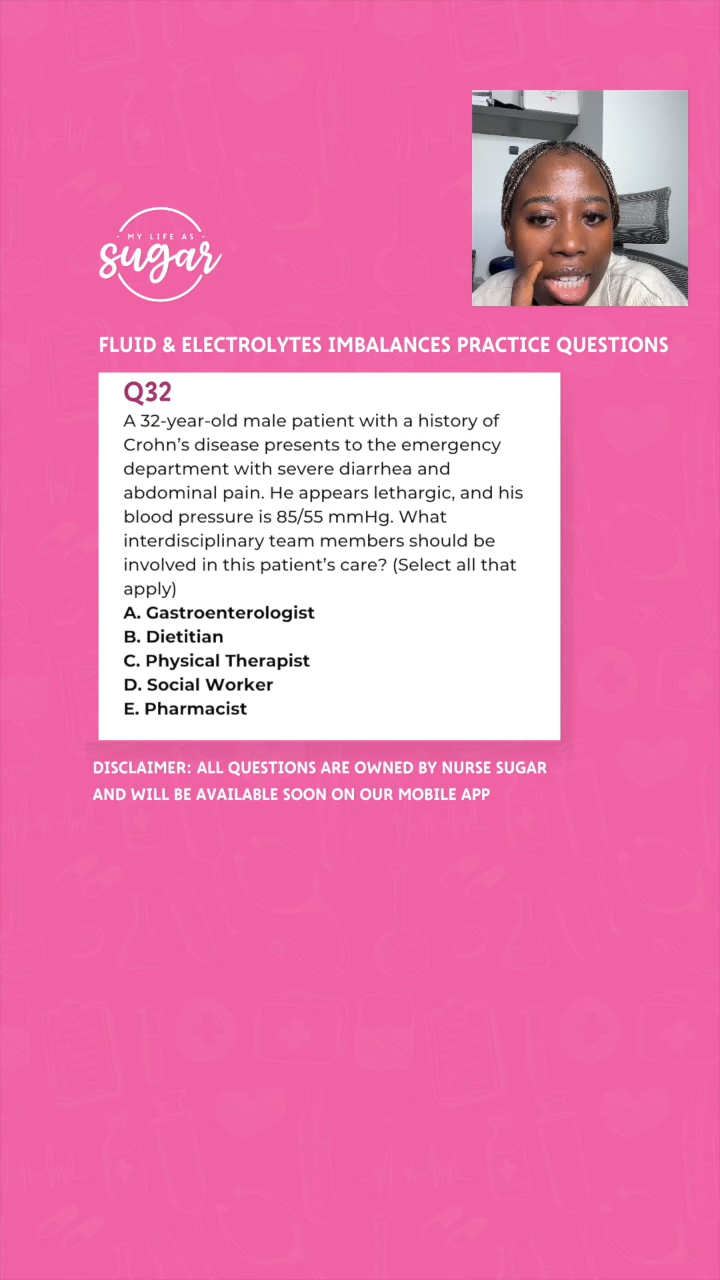 - MY LIFE AS -
sugar
FLUID & ELECTROLYTES IMBALANCES PRACTICE QUESTIONS
Q32
A 32-year-old male patient with a history of
Crohn's disease presents to the emergency
department with severe diarrhea and
abdominal pain. He appears lethargic, and his
blood pressure is 85/55 mmHg. What
interdisciplinary team members should be
involved in this patient's care? (Select all that
apply)
A. Gastroenterologist
B. Dietitian
C. Physical Therapist
D. Social Worker
E. Pharmacist
DISCLAIMER: ALL QUESTIONS ARE OWNED BY NURSE SUGAR
AND WILL BE AVAILABLE SOON ON OUR MOBILE APP